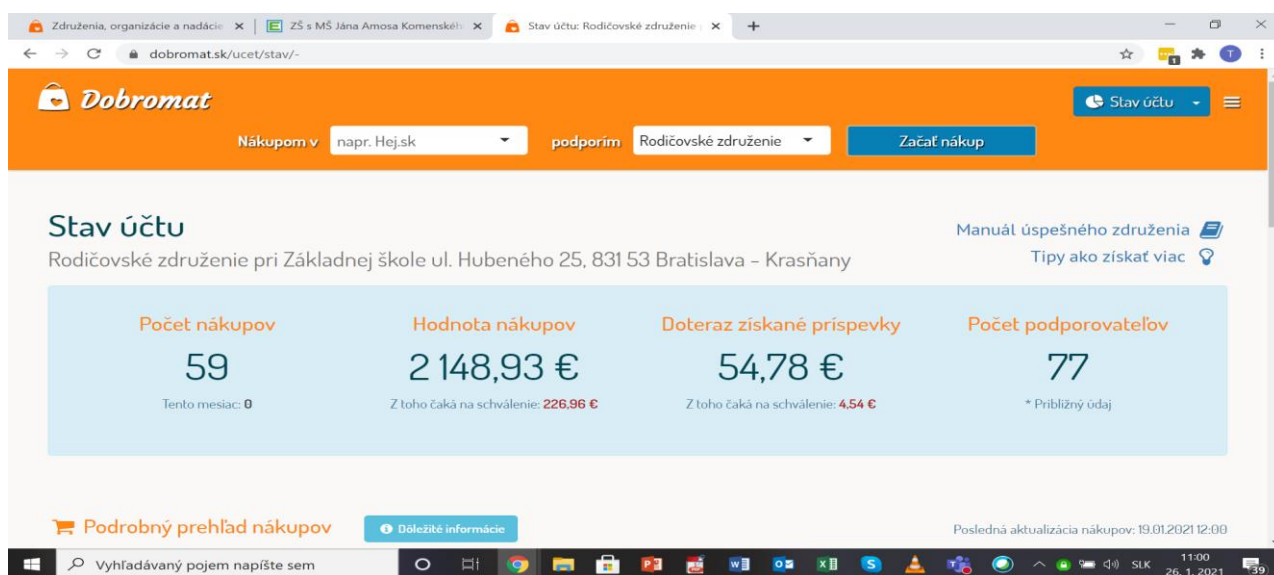 Združenia, organizácie a nadácie
ZŠ s MŠ Jána Amosa Komenskéh
Stav účtu: Rodičovské združenie
dobromat.sk/ucet/stav/-
1
T
Dobromat
Stav účtu
Nákupom v
napr. Hej.sk
podporím
Rodičovské združenie
Začať nákup
Stav účtu
Manuál úspešného združenia
Rodičovské združenie pri Základnej škole ul. Hubeného 25, 831 53 Bratislava - Krasňany
Tipy ako získať viac
Počet nákupov
59
Tento mesiac: 0
Hodnota nákupov
2 148,93 €
Z toho čaká na schválenie: 226,96 €
Doteraz získané príspevky
54,78 €
Z toho čaká na schválenie: 4,54 €
Počet podporovateľov
77
* Približný údaj
Podrobný prehľad nákupov
Dôležité informácie
Posledná aktualizácia nákupov: 19.01.2021 12:00
Vyhľadávaný pojem napíšte sem
SLK
11:00
26. 1. 2021
39